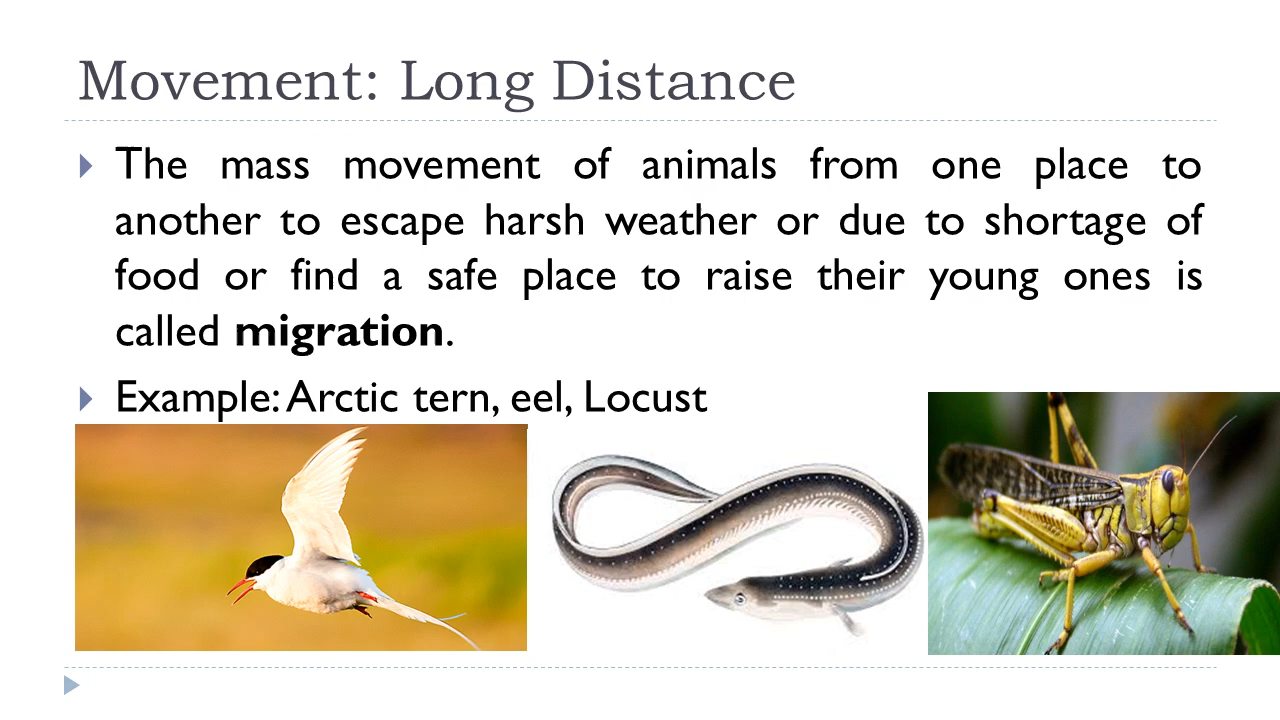 Movement: Long Distance
The mass movement of animals from one place to
another to escape harsh weather or due to shortage of
food or find a safe place to raise their young ones is
called migration.
Example: Arctic tern, eel, Locust